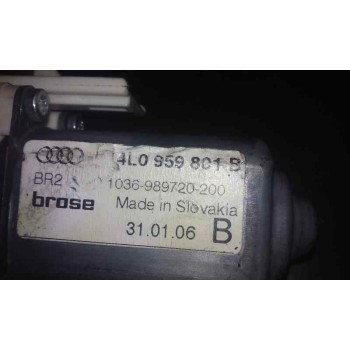 4L0 959 801 B
BR2 1036-989720-200
brose Made in Slovakia
31.01.06 B